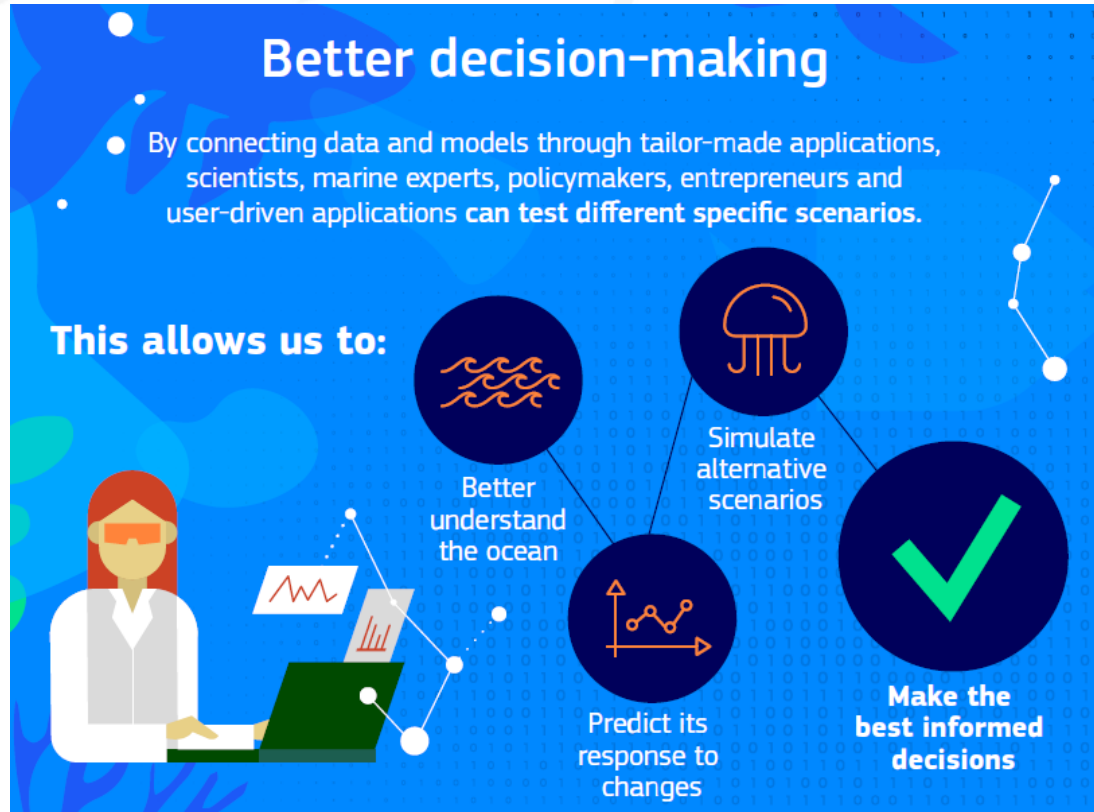 Better decision-making
By connecting data and models through tailor-made applications,
scientists, marine experts, policymakers, entrepreneurs and
user-driven applications can test different specific scenarios.
This allows us to:
Better
understand
the ocean
Predict its
response to
changes
Simulate
alternative
scenarios
Make the
best informed
decisions